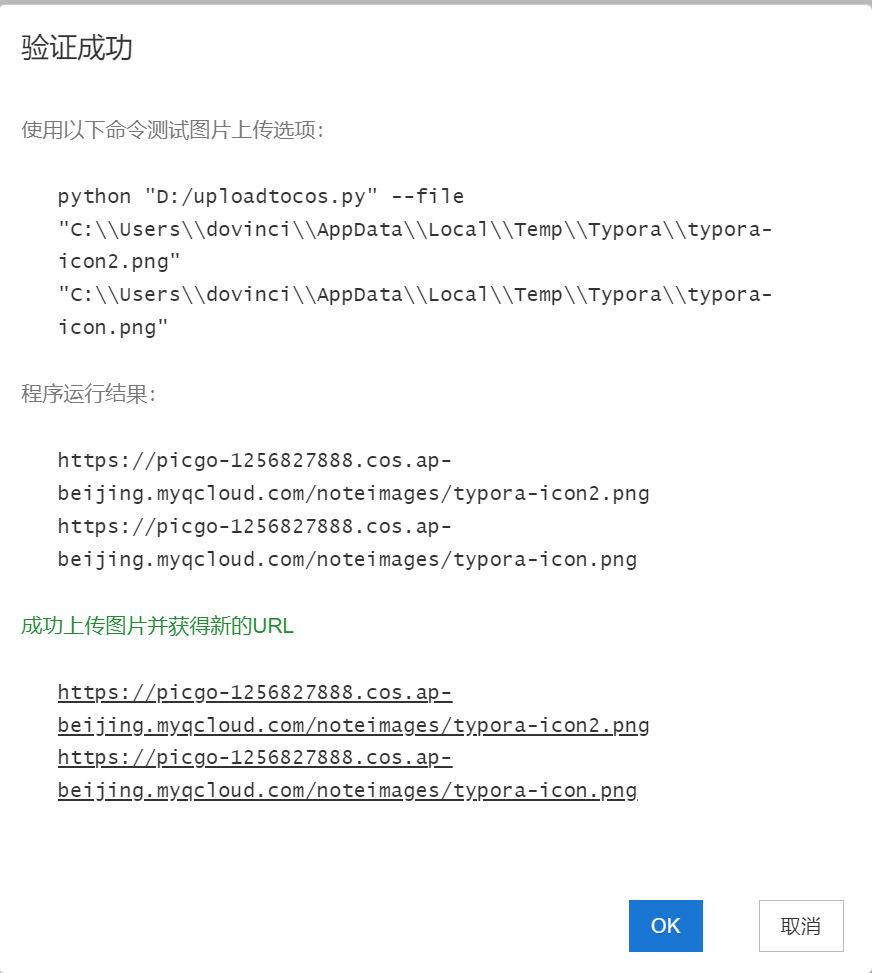 验证成功
使用以下命令测试图片上传选项：
python "D:/uploadtocos.py" --file
"C:\\Users\\dovinci\\AppData\\Local\\Temp\\Typora\\typora-
icon2.png"
"C:\\Users\\dovinci\\AppData\\Local\\Temp\\Typora\\typora-
icon.png"
程序运行结果：
https://picgo-1256827888.cos.ap-
beijing.myqcloud.com/noteimages/typora-icon2.png
https://picgo-1256827888.cos.ap-
beijing.myqcloud.com/noteimages/typora-icon.png
成功上传图片并获得新的URL
https://picgo-1256827888.cos.ap-
beijing.myqcloud.com/noteimages/typora-icon2.png
https://picgo-1256827888.cos.ap-
beijing.myqcloud.com/noteimages/typora-icon.png
OK 取消